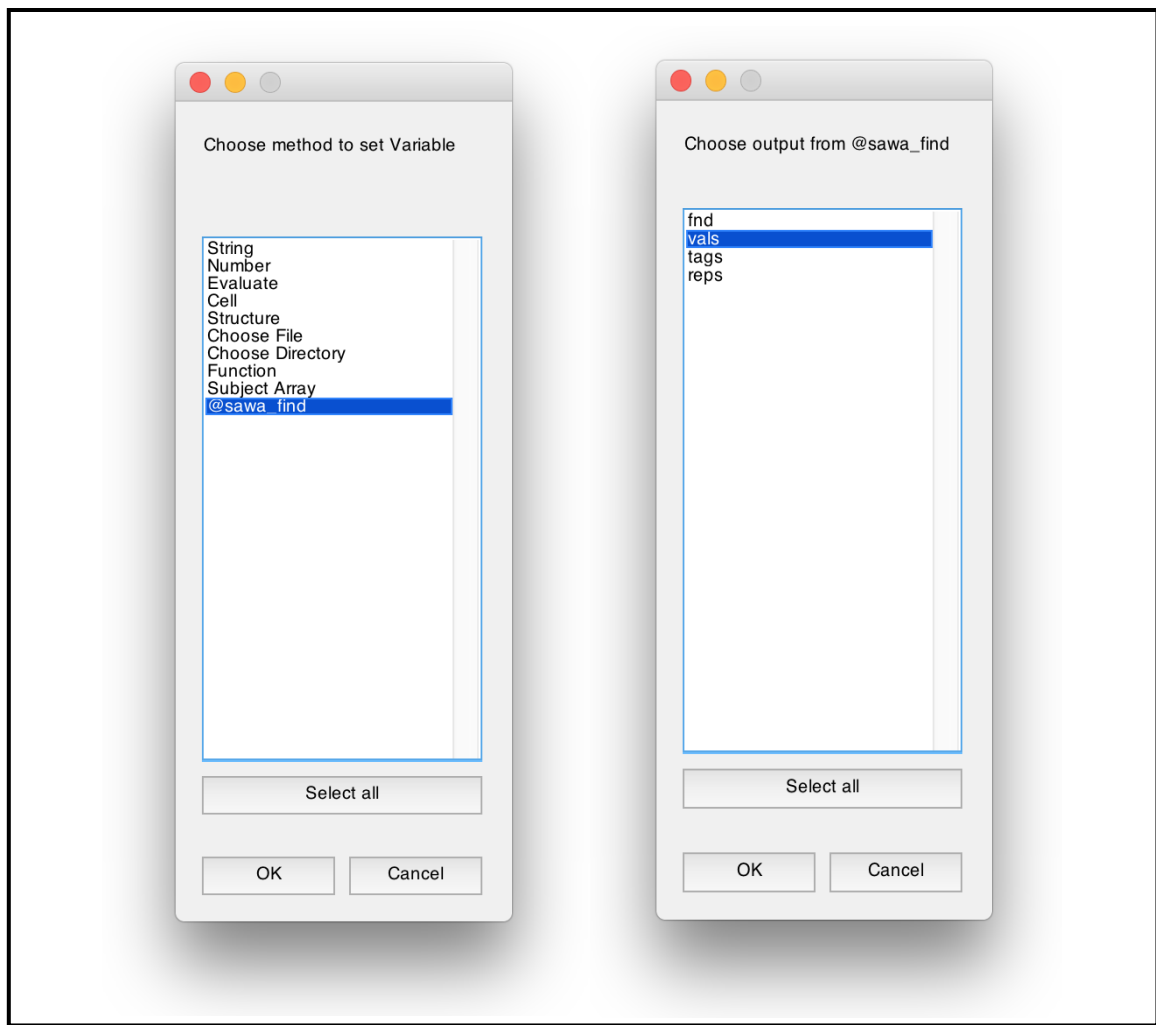 Choose method to set Variable
String
Number
Evaluate
Cell
Structure
Choose File
Choose Directory
Function
Subject Array
@sawa_find
Select all
OK
Cancel
Choose output from @sawa_find
fnd
vals
tags
reps
Select all
OK
Cancel